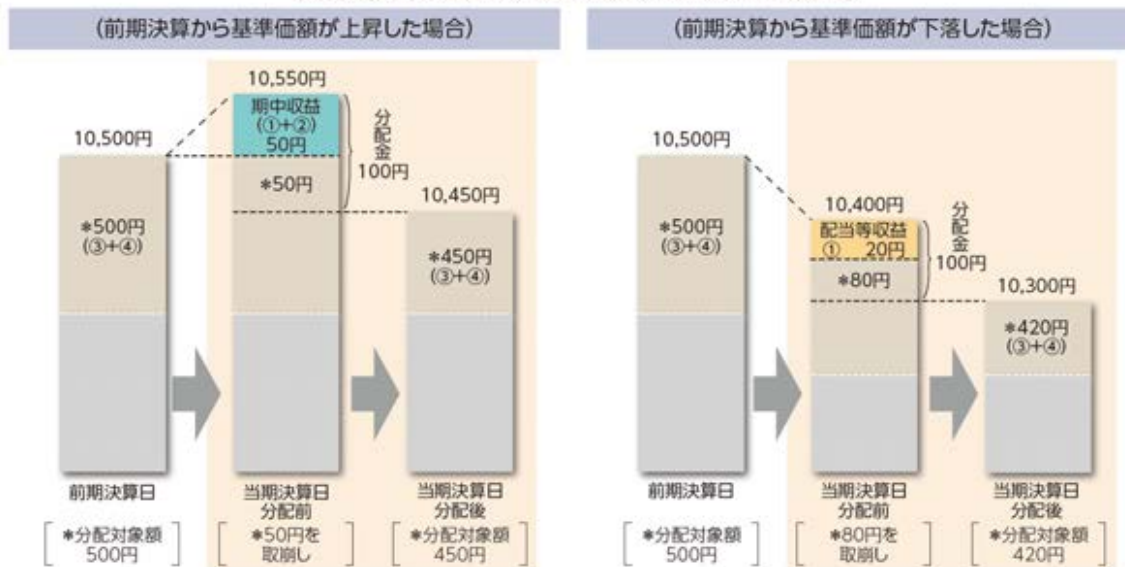 (前期決算から基準価額が上昇した場合)
10,500円
*500円
(③+④)
10,550円
期中収益
(①+②)
50円
*50円
分配金
100円
10,450円
*450円
(③+④)
前期決算日
当期決算日
分配前
当期決算日
分配後
*分配対象額
500円
*50円を
取崩し
*分配対象額
450円
(前期決算から基準価額が下落した場合)
10,500円
*500円
(③+④)
10,400円
配当等収益
① 20円
*80円
分配金
100円
10,300円
*420円
(③+④)
前期決算日
当期決算日
分配前
当期決算日
分配後
*分配対象額
500円
*80円を
取崩し
*分配対象額
420円